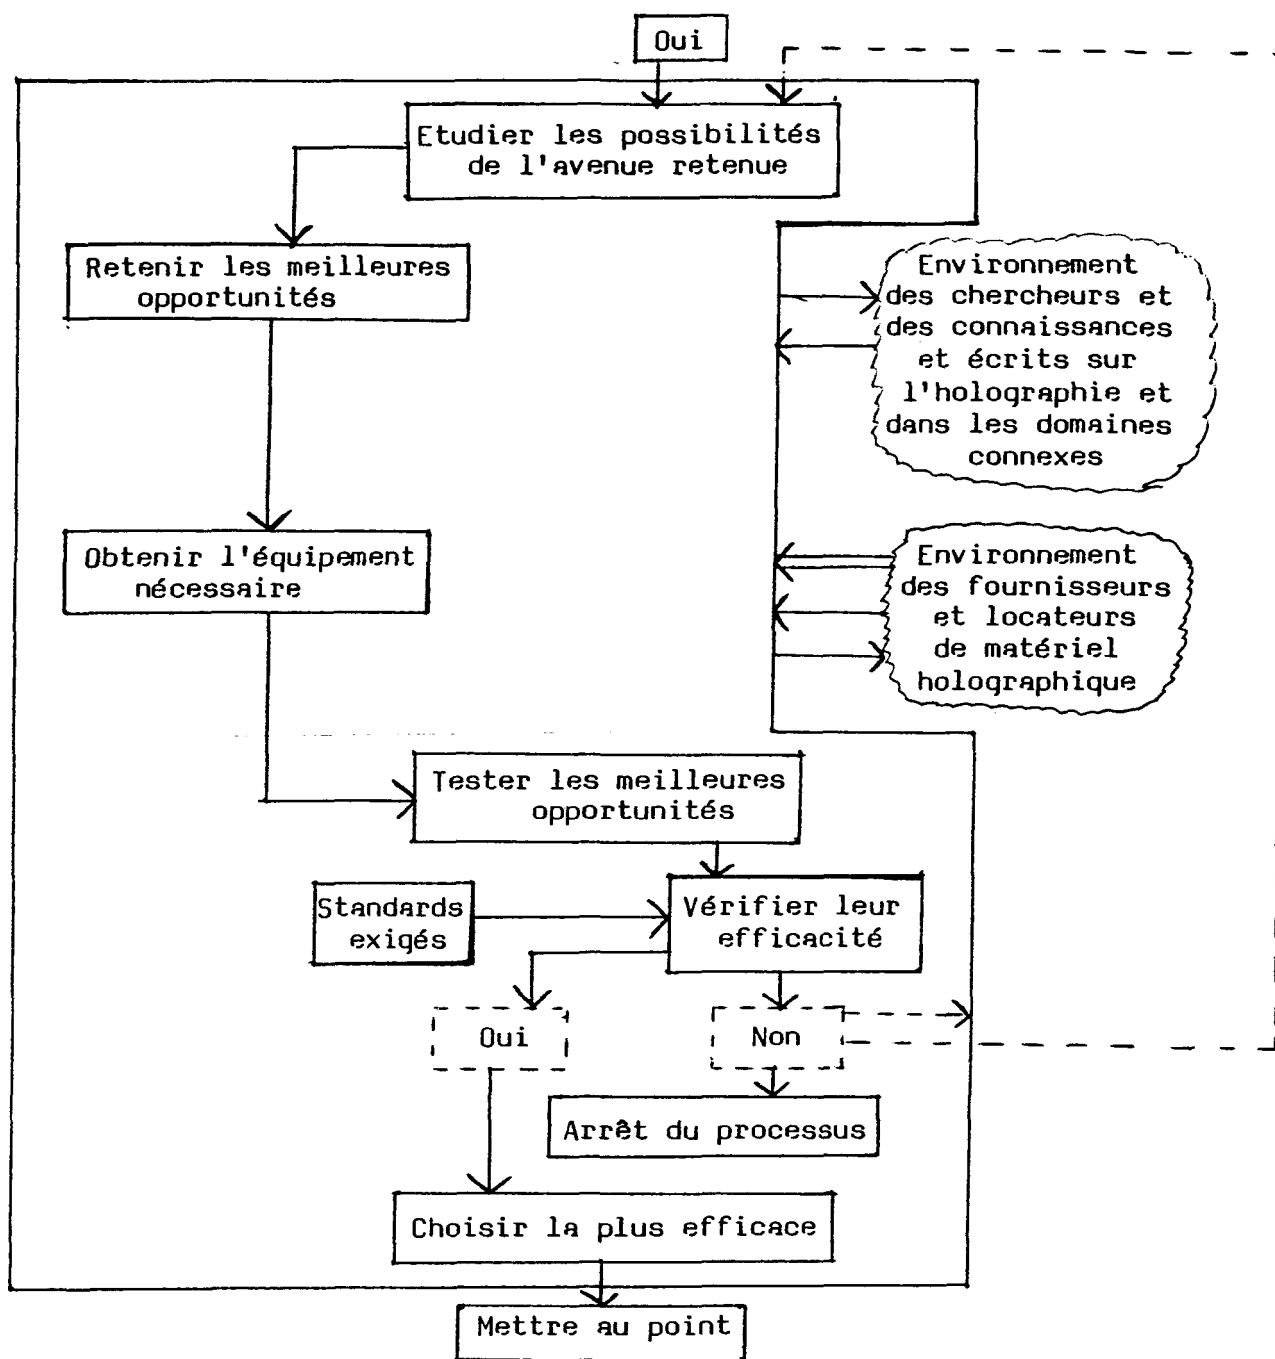 Oui
Etudier les possibilités
de l'avenue retenue
Retenir les meilleures
opportunités
Environnement
des chercheurs et
des connaissances
et écrits sur
l'holographie et
dans les domaines
connexes
Obtenir l'équipement
nécessaire
Environnement
des fournisseurs
et locateurs
de matériel
holographique
Tester les meilleures
opportunités
Standards
exigés
Vérifier leur
efficacité
Oui
Non
Arrêt du processus
Choisir la plus efficace
Mettre au point